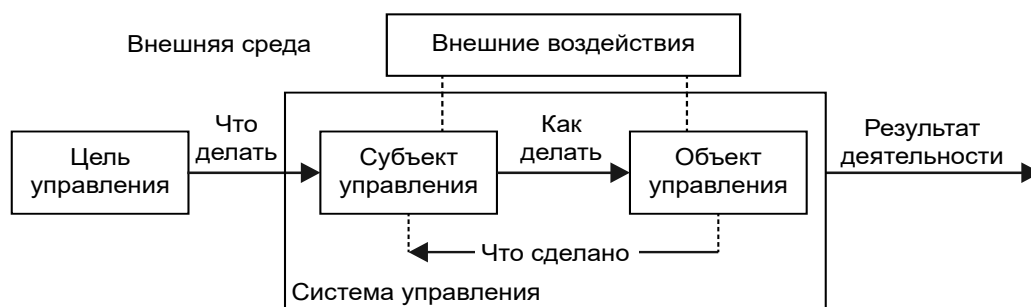 Внешняя среда
Внешние воздействия
Что
делать
Как
делать
Результат
деятельности
Цель
управления
Субъект
управления
Объект
управления
Что сделано
Система управления